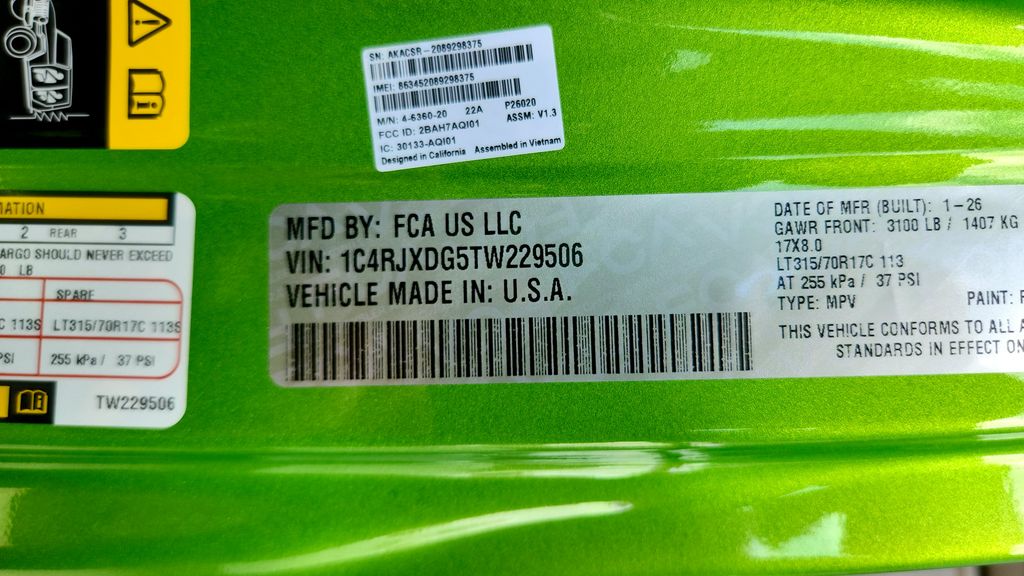 SN: AKACSR-2089298375
IMEI: 863452089298375
M/N: 4-6360-20 22A P26020
FCC ID: 2BAH7AQI01 ASSM: V1.3
IC: 30133-AQI01
Designed in California Assembled in Vietnam
MATION
2 REAR 3
ARGO SHOULD NEVER EXCEED
0 LB
SPARE
C 113S LT315/70R17C 113S
PSI 255 kPa / 37 PSI
TW229506
MFD BY: FCA US LLC
VIN: 1C4RJXDG5TW229506
VEHICLE MADE IN: U.S.A.
DATE OF MFR (BUILT): 1-26
GAWR FRONT: 3100 LB / 1407 KG
17X8.0
LT315/70R17C 113
AT 255 kPa / 37 PSI
TYPE: MPV PAINT:
THIS VEHICLE CONFORMS TO ALL A
STANDARDS IN EFFECT ON